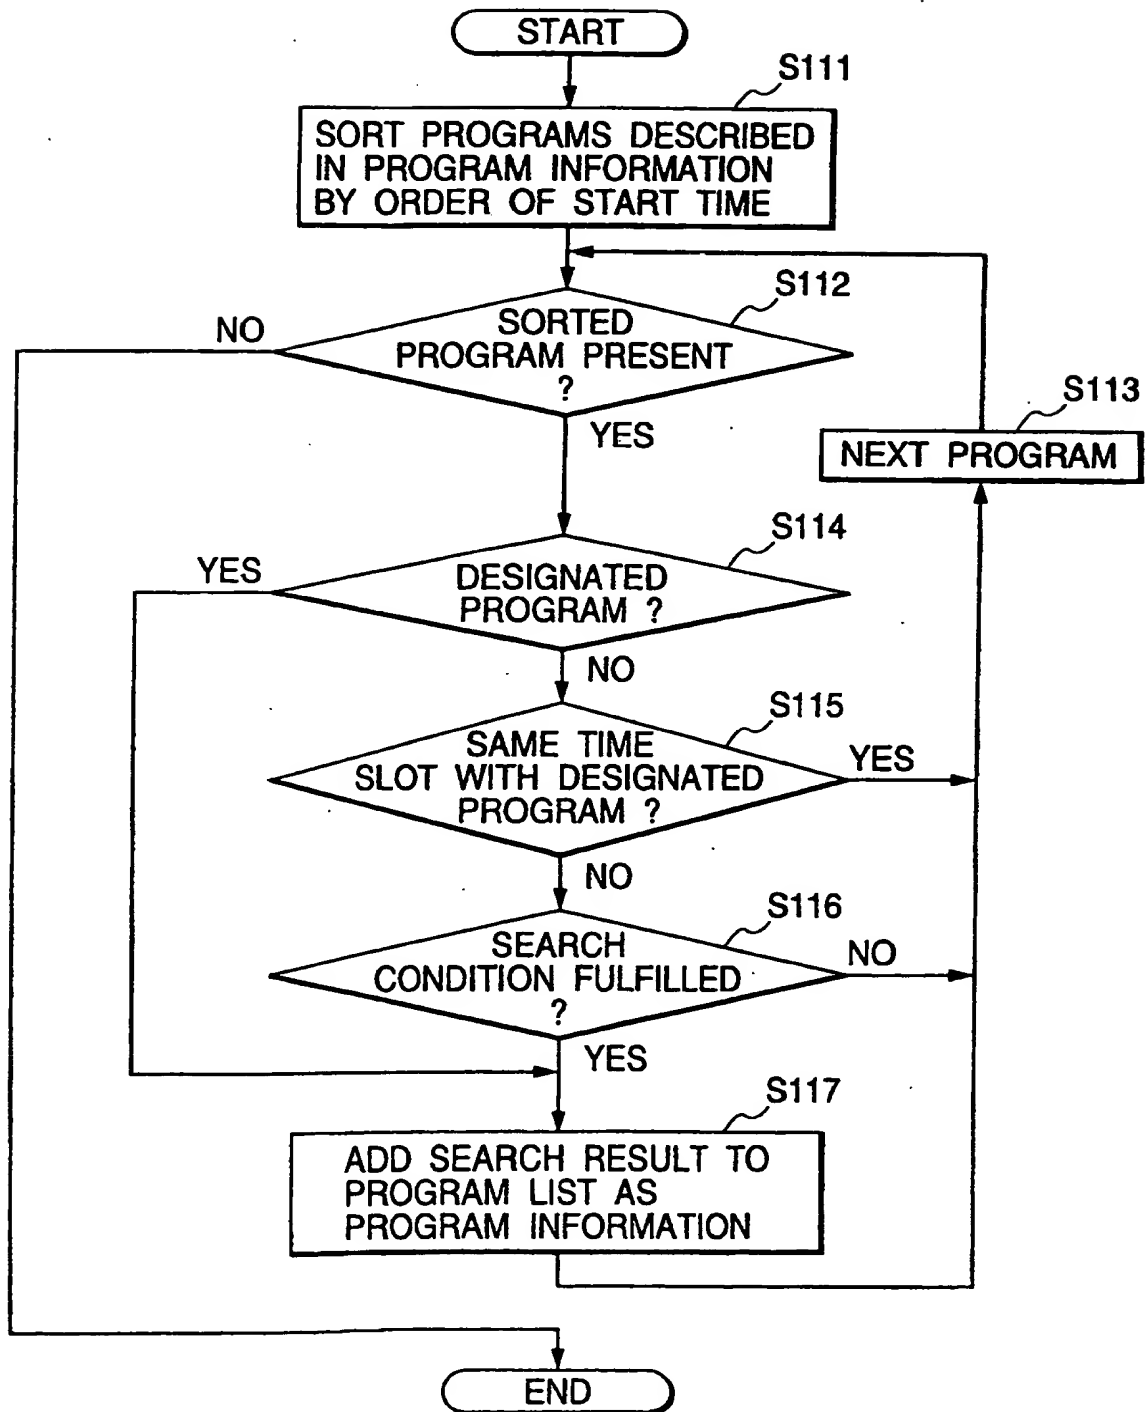 START
S111
SORT PROGRAMS DESCRIBED
IN PROGRAM INFORMATION
BY ORDER OF START TIME
S112
NO
SORTED
PROGRAM PRESENT
?
YES
S113
NEXT PROGRAM
S114
YES
DESIGNATED
PROGRAM ?
NO
S115
SAME TIME
SLOT WITH DESIGNATED
PROGRAM ?
YES
NO
S116
SEARCH
CONDITION FULFILLED
?
NO
YES
S117
ADD SEARCH RESULT TO
PROGRAM LIST AS
PROGRAM INFORMATION
END